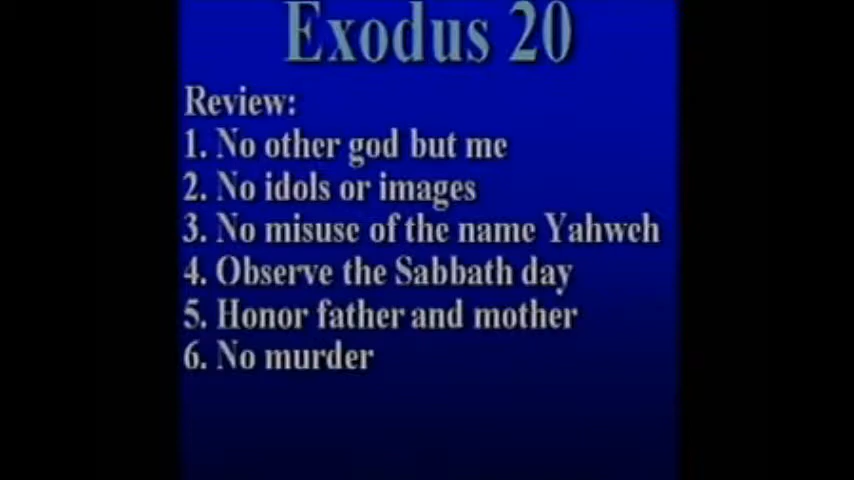 Exodus 20
Review:
1. No other god but me
2. No idols or images
3. No misuse of the name Yahweh
4. Observe the Sabbath day
5. Honor father and mother
6. No murder